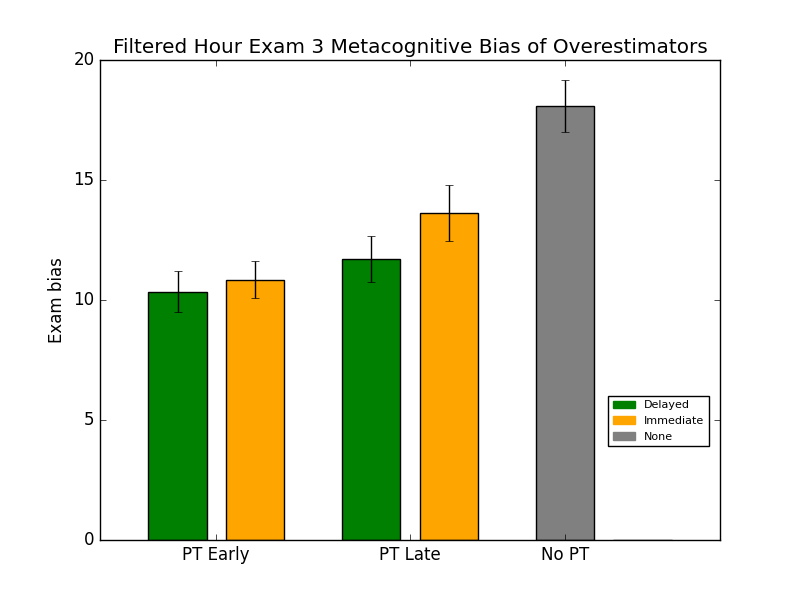 Filtered Hour Exam 3 Metacognitive Bias of Overestimators
20
15
10
5
0
Exam bias
Delayed
Immediate
None
PT Early
PT Late
No PT